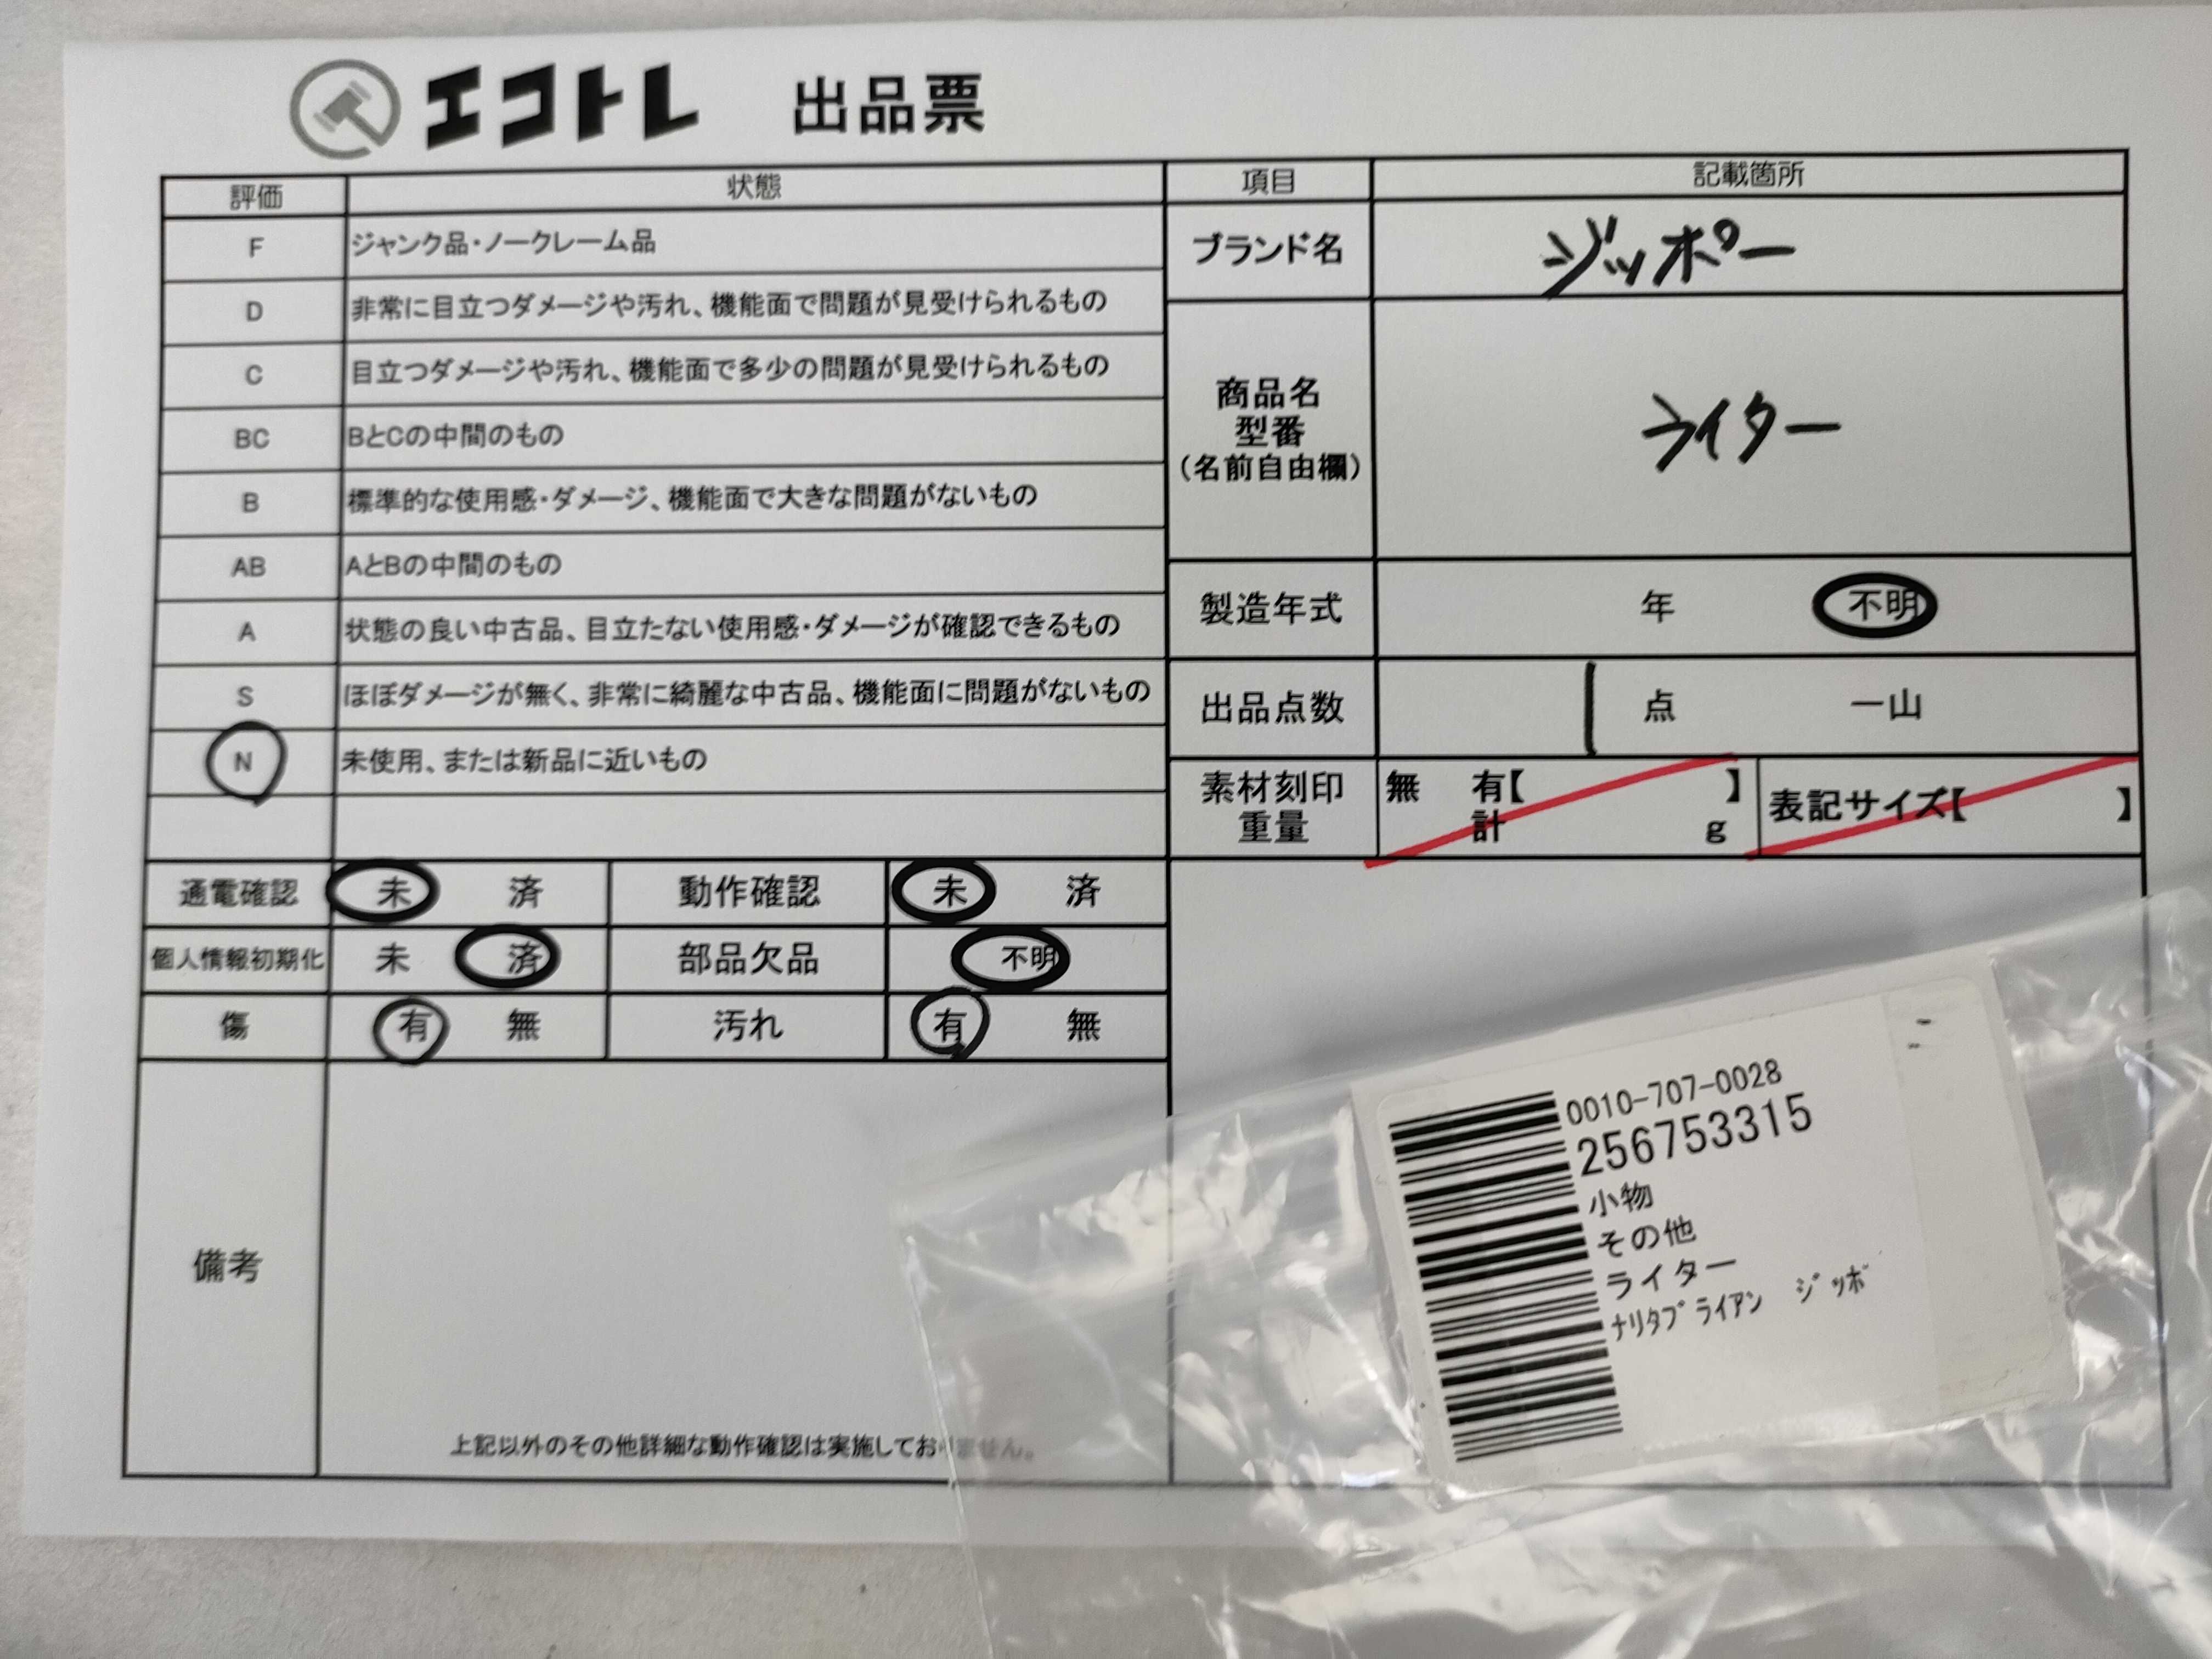 エコトレ 出品票
評価 状態
F ジャンク品・ノークレーム品
D 非常に目立つダメージや汚れ、機能面で問題が見受けられるもの
C 目立つダメージや汚れ、機能面で多少の問題が見受けられるもの
BC BとCの中間のもの
B 標準的な使用感・ダメージ、機能面で大きな問題がないもの
AB AとBの中間のもの
A 状態の良い中古品、目立たない使用感・ダメージが確認できるもの
S ほぼダメージが無く、非常に綺麗な中古品、機能面に問題がないもの
N 未使用、または新品に近いもの
通電確認 未 済 動作確認 未 済
個人情報初期化 未 済 部品欠品 不明
傷 有 無 汚れ 有 無
備考
上記以外のその他詳細な動作確認は実施しておりません。
項目 記載箇所
ブランド名 ジッポー
商品名
型番
(名前自由欄)
ライター
製造年式 年 不明
出品点数 1 点 一山
素材刻印 無 有【 】
重量 計 g
表記サイズ【 】
0010-707-0028
256753315
小物
その他
ライター
ﾅﾘﾀﾌﾞﾗｲｱﾝ ｼﾞｯﾎﾞ